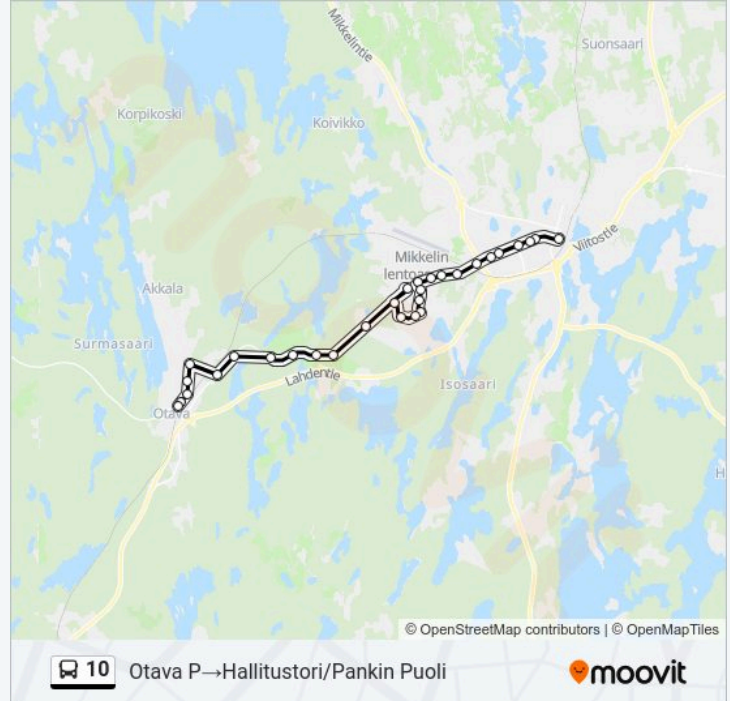 Mikkelintie
Suonsaari
Korpikoski
Koivikko
Viitostie
Mikkelin
Akkala
Surmasaari
Lahdentie
Isosaari
Otava
H
© OpenStreetMap contributors | © OpenMapTiles
10 Otava P→Hallitustori/Pankin Puoli
moovit